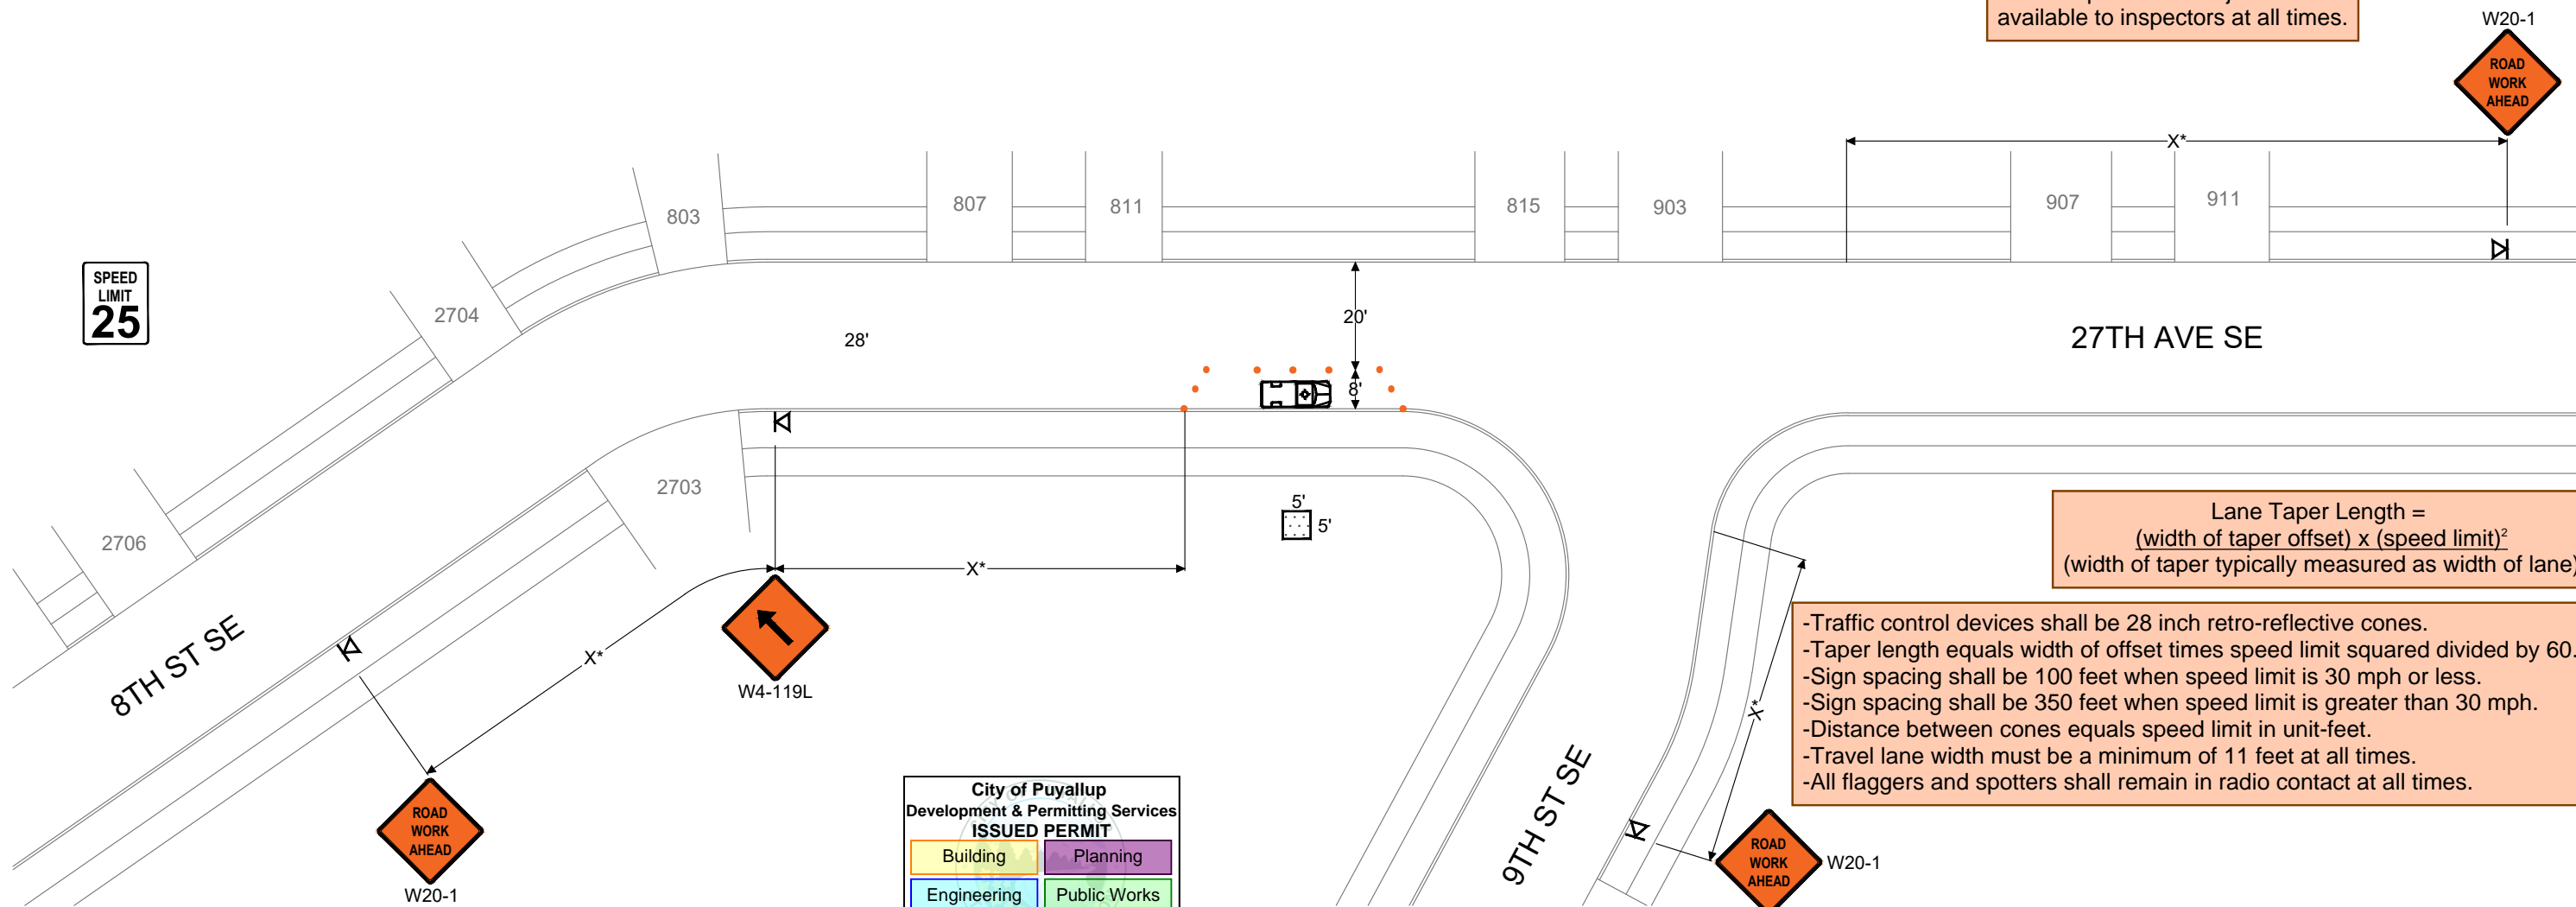 available to inspectors at all times.
W20-1
ROAD
WORK
AHEAD
X*
803
807
811
815
903
907
911
SPEED
LIMIT
25
2704
28'
20'
8'
27TH AVE SE
2703
5'
5'
2706
X*
Lane Taper Length =
(width of taper offset) x (speed limit)²
(width of taper typically measured as width of lane)
8TH ST SE
X*
W4-119L
-Traffic control devices shall be 28 inch retro-reflective cones.
-Taper length equals width of offset times speed limit squared divided by 60.
-Sign spacing shall be 100 feet when speed limit is 30 mph or less.
-Sign spacing shall be 350 feet when speed limit is greater than 30 mph.
-Distance between cones equals speed limit in unit-feet.
-Travel lane width must be a minimum of 11 feet at all times.
-All flaggers and spotters shall remain in radio contact at all times.
X*
ROAD
WORK
AHEAD
W20-1
City of Puyallup
Development & Permitting Services
ISSUED PERMIT
Building
Planning
Engineering
Public Works
9TH ST SE
ROAD
WORK
AHEAD
W20-1